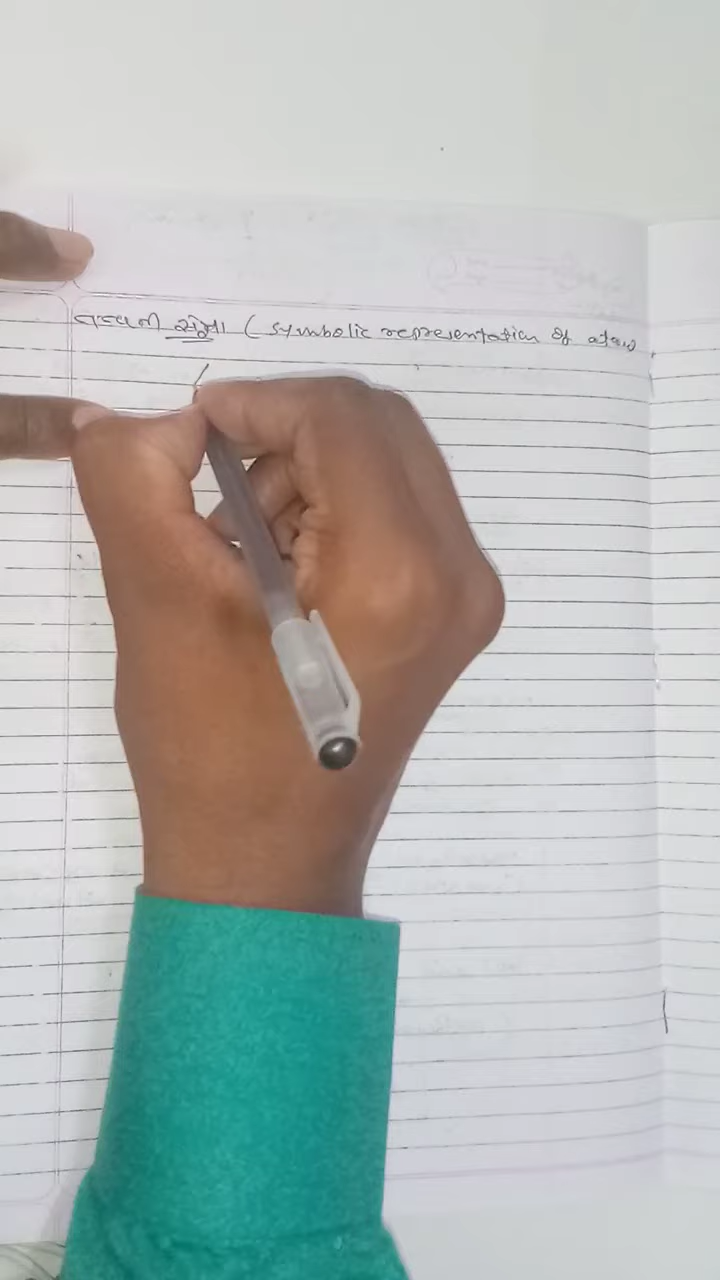 સંજ્ઞા (symbolic representation of atom)